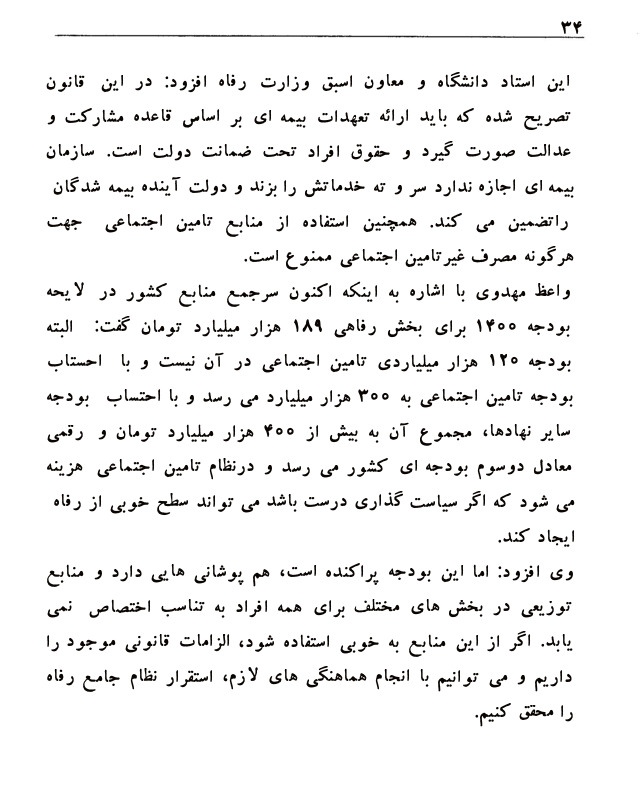 ۳۴
این استاد دانشگاه و معاون اسبق وزارت رفاه افزود: در این قانون
تصریح شده که باید ارائه تعهدات بیمه ای بر اساس قاعده مشارکت و
عدالت صورت گیرد و حقوق افراد تحت ضمانت دولت است. سازمان
بیمه ای اجازه ندارد سر و ته خدماتش را بزند و دولت آینده بیمه شدگان
راتضمین می کند. همچنین استفاده از منابع تامین اجتماعی جهت
هرگونه مصرف غیرتامین اجتماعی ممنوع است.
واعظ مهدوی با اشاره به اینکه اکنون سرجمع منابع کشور در لایحه
بودجه ۱۴۰۰ برای بخش رفاهی ۱۸۹ هزار میلیارد تومان گفت: البته
بودجه ۱۲۰ هزار میلیاردی تامین اجتماعی در آن نیست و با احستاب
بودجه تامین اجتماعی به ۳۰۰ هزار میلیارد می رسد و با احتساب بودجه
سایر نهادها، مجموع آن به بیش از ۴۰۰ هزار میلیارد تومان و رقمی
معادل دوسوم بودجه ای کشور می رسد و درنظام تامین اجتماعی هزینه
می شود که اگر سیاست گذاری درست باشد می تواند سطح خوبی از رفاه
ایجاد کند.
وی افزود: اما این بودجه پراکنده است، هم پوشانی هایی دارد و منابع
توزیعی در بخش های مختلف برای همه افراد به تناسب اختصاص نمی
یابد. اگر از این منابع به خوبی استفاده شود، الزامات قانونی موجود را
داریم و می توانیم با انجام هماهنگی های لازم، استقرار نظام جامع رفاه
را محقق کنیم.